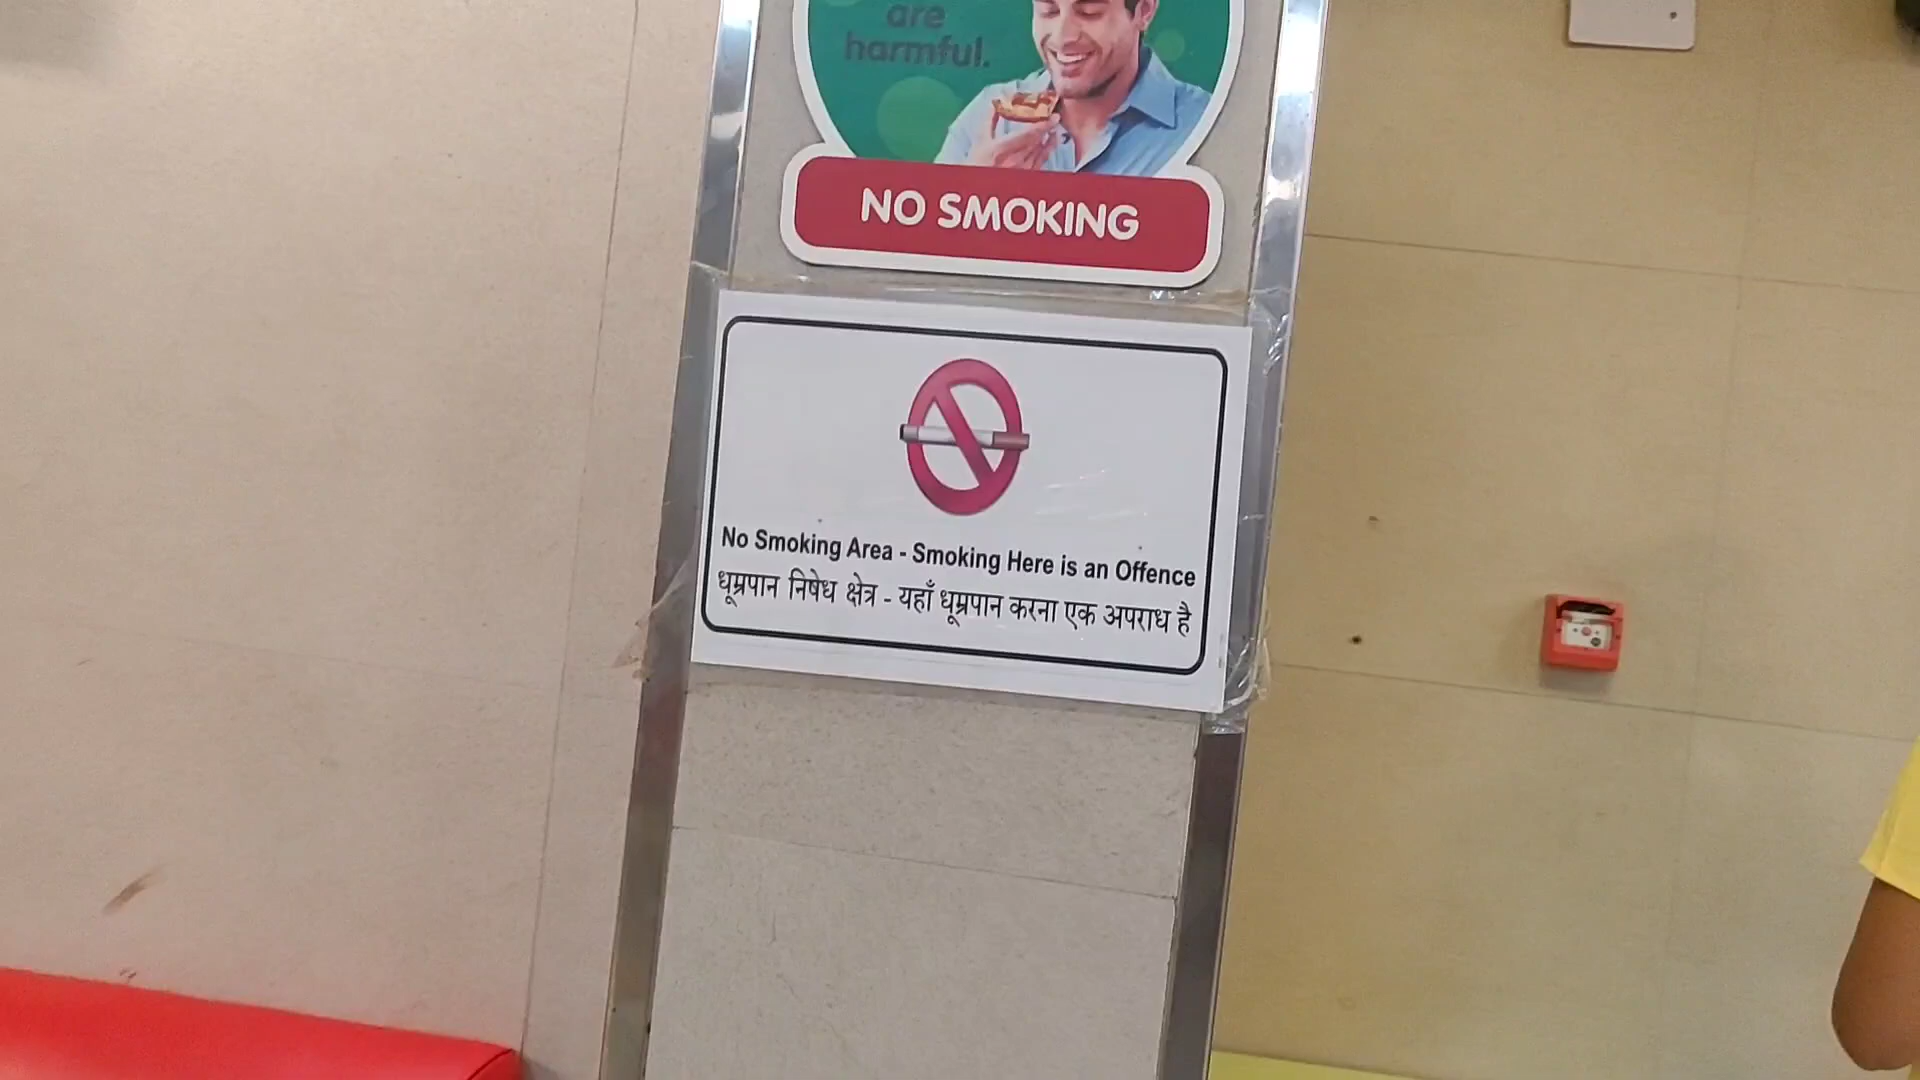 are
harmful.
NO SMOKING
No Smoking Area - Smoking Here is an Offence
धूम्रपान निषेध क्षेत्र - यहाँ धूम्रपान करना एक अपराध है